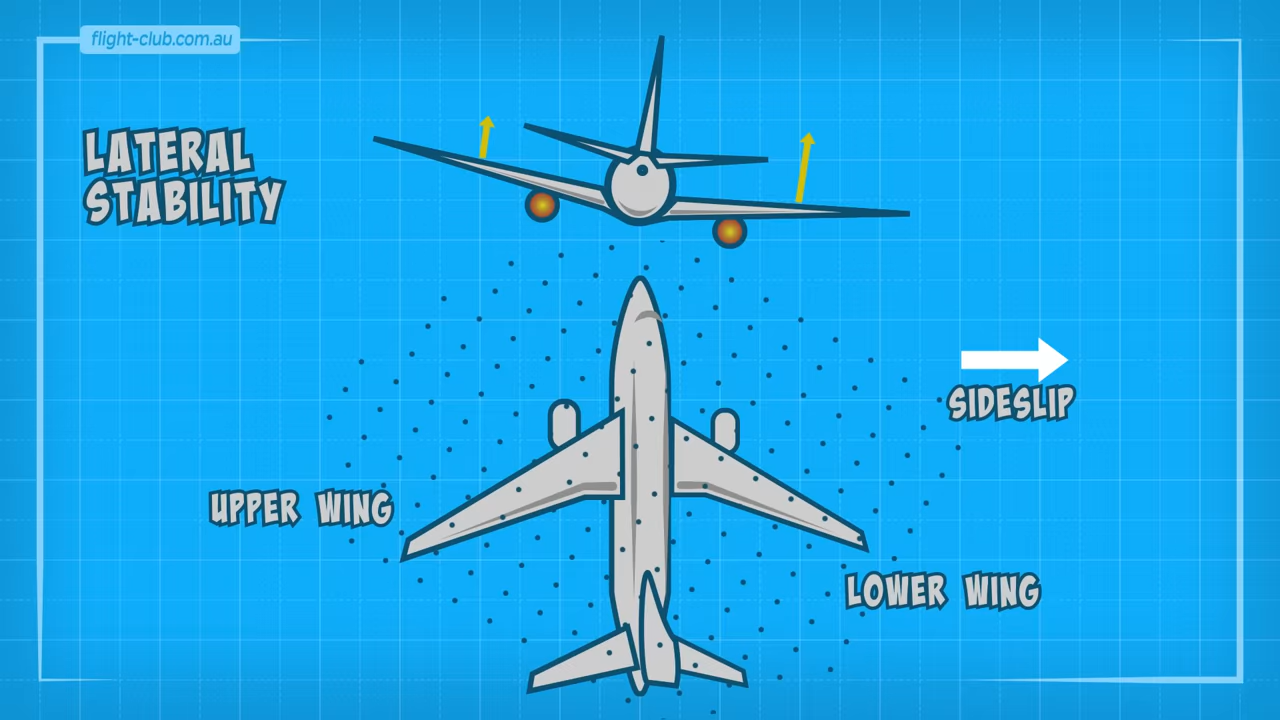 flight-club.com.au
LATERAL
STABILITY
SIDESLIP
UPPER WING
LOWER WING